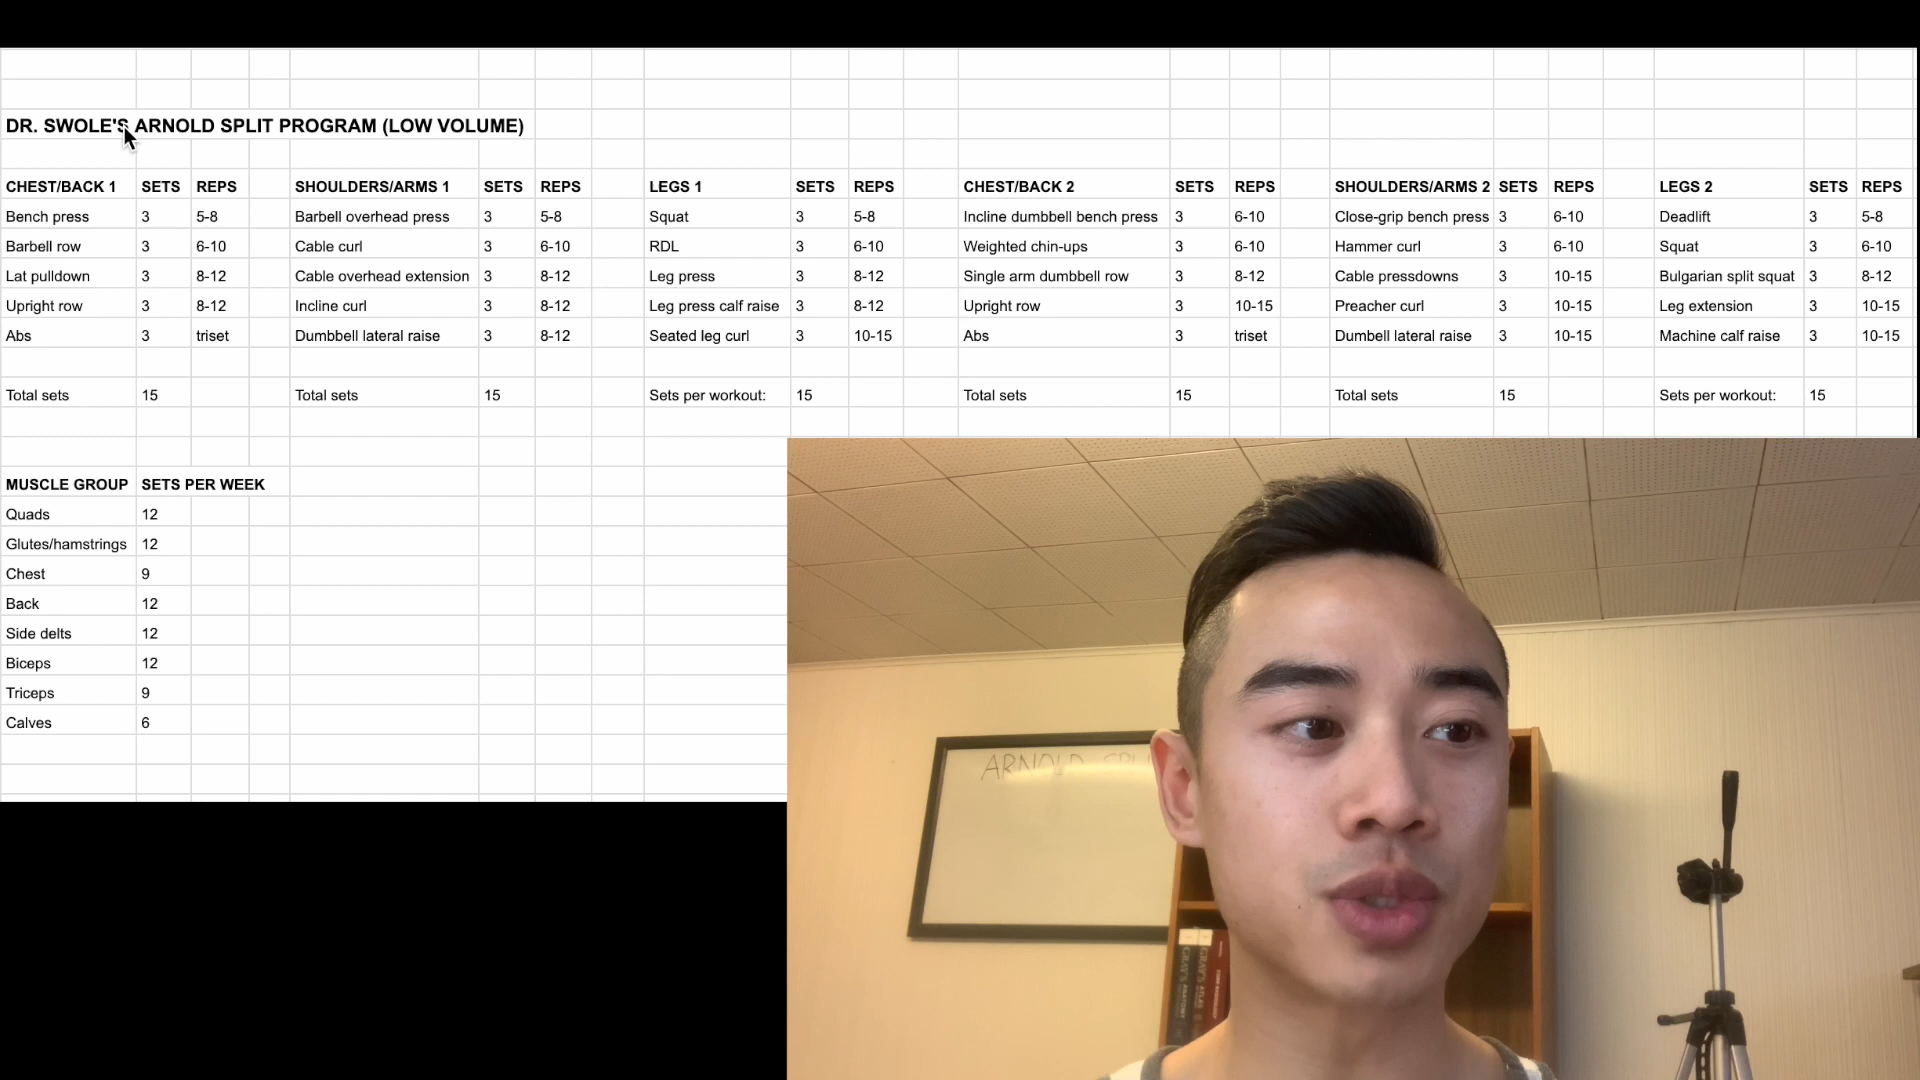 DR. SWOLE'S ARNOLD SPLIT PROGRAM (LOW VOLUME)
CHEST/BACK 1 SETS REPS SHOULDERS/ARMS 1 SETS REPS LEGS 1 SETS REPS CHEST/BACK 2 SETS REPS SHOULDERS/ARMS 2 SETS REPS LEGS 2 SETS REPS
Bench press 3 5-8 Barbell overhead press 3 5-8 Squat 3 5-8 Incline dumbbell bench press 3 6-10 Close-grip bench press 3 6-10 Deadlift 3 5-8
Barbell row 3 6-10 Cable curl 3 6-10 RDL 3 6-10 Weighted chin-ups 3 6-10 Hammer curl 3 6-10 Squat 3 6-10
Lat pulldown 3 8-12 Cable overhead extension 3 8-12 Leg press 3 8-12 Single arm dumbbell row 3 8-12 Cable pressdowns 3 10-15 Bulgarian split squat 3 8-12
Upright row 3 8-12 Incline curl 3 8-12 Leg press calf raise 3 8-12 Upright row 3 10-15 Preacher curl 3 10-15 Leg extension 3 10-15
Abs 3 triset Dumbbell lateral raise 3 8-12 Seated leg curl 3 10-15 Abs 3 triset Dumbell lateral raise 3 10-15 Machine calf raise 3 10-15
Total sets 15 Total sets 15 Sets per workout: 15 Total sets 15 Total sets 15 Sets per workout: 15
MUSCLE GROUP SETS PER WEEK
Quads 12
Glutes/hamstrings 12
Chest 9
Back 12
Side delts 12
Biceps 12
Triceps 9
Calves 6
ARNOLD SPL
GRAY'S ANATOMY
GRAY'S ATLAS